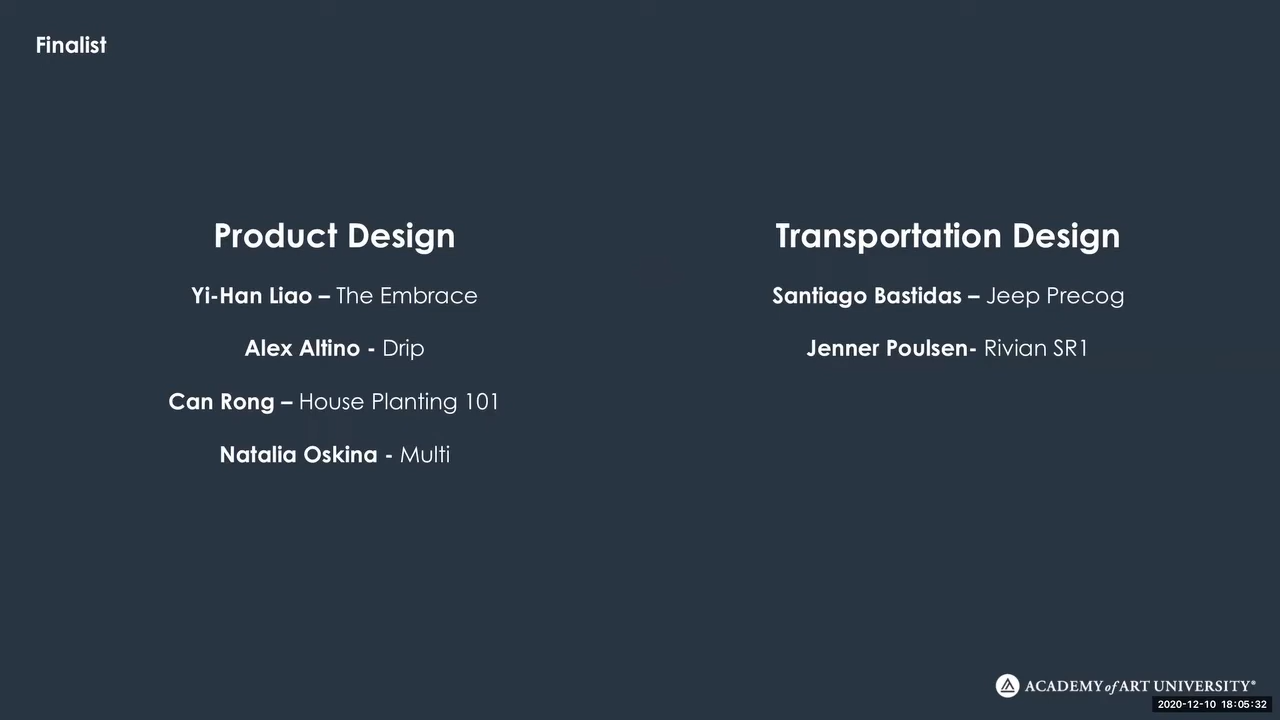 Finalist
Product Design
Yi-Han Liao – The Embrace
Alex Altino - Drip
Can Rong – House Planting 101
Natalia Oskina - Multi
Transportation Design
Santiago Bastidas – Jeep Precog
Jenner Poulsen- Rivian SR1
ACADEMY of ART UNIVERSITY®
2020-12-10 18:05:32